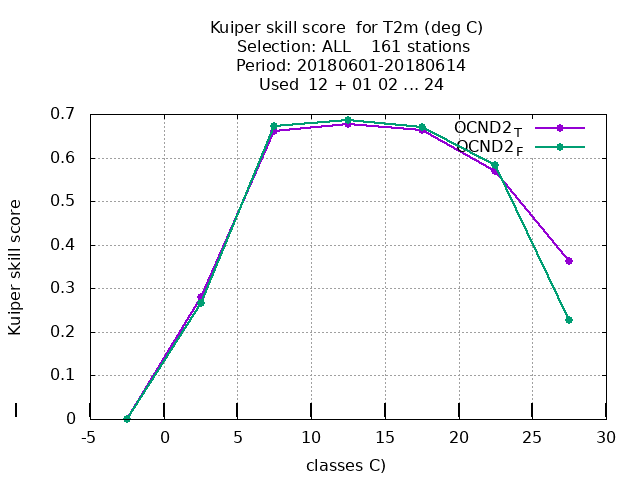 Kuiper skill score  for T2m (deg C)
Selection: ALL    161 stations
Period: 20180601-20180614
Used  12 + 01 02 ... 24
OCND2T
OCND2F
Kuiper skill score
0.7
0.6
0.5
0.4
0.3
0.2
0.1
0
-5 0 5 10 15 20 25 30
classes C)